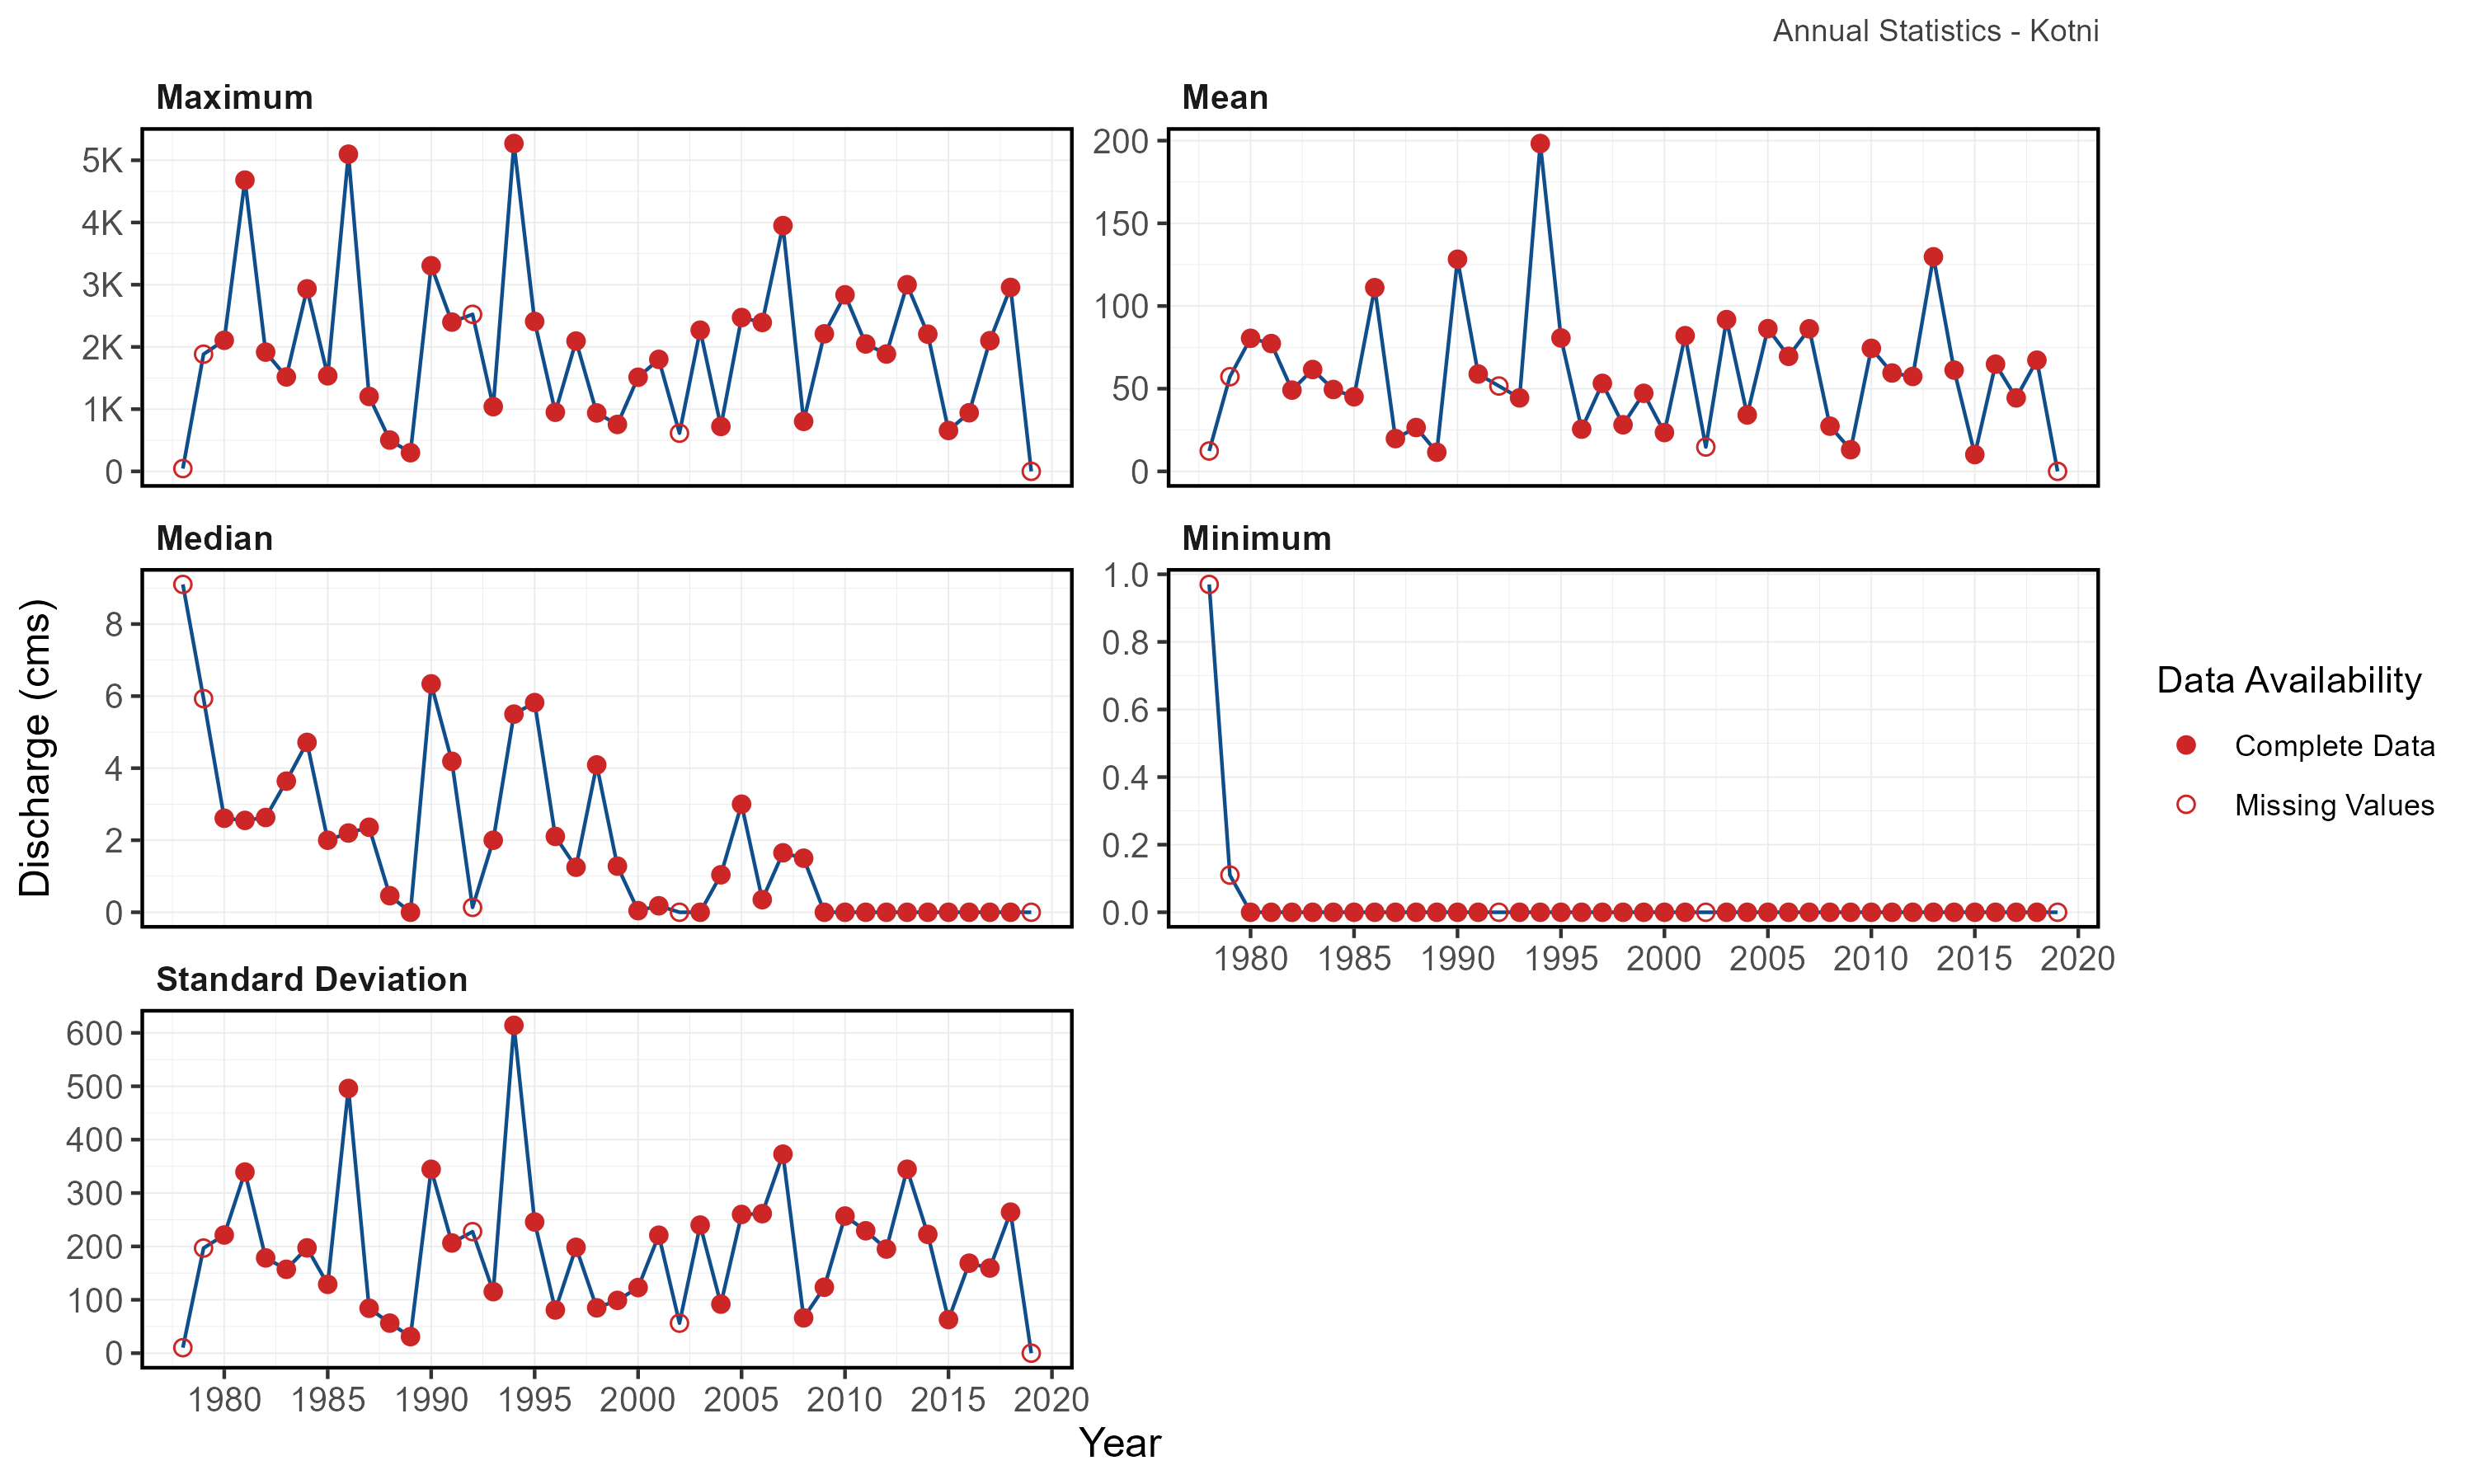 Annual Statistics - Kotni
Maximum
5K
4K
3K
2K
1K
0
Mean
200
150
100
50
0
Median
8
6
4
2
0
Minimum
1.0
0.8
0.6
0.4
0.2
0.0
1980 1985 1990 1995 2000 2005 2010 2015 2020
Standard Deviation
600
500
400
300
200
100
0
1980 1985 1990 1995 2000 2005 2010 2015 2020
Discharge (cms)
Year
Data Availability
Complete Data
Missing Values